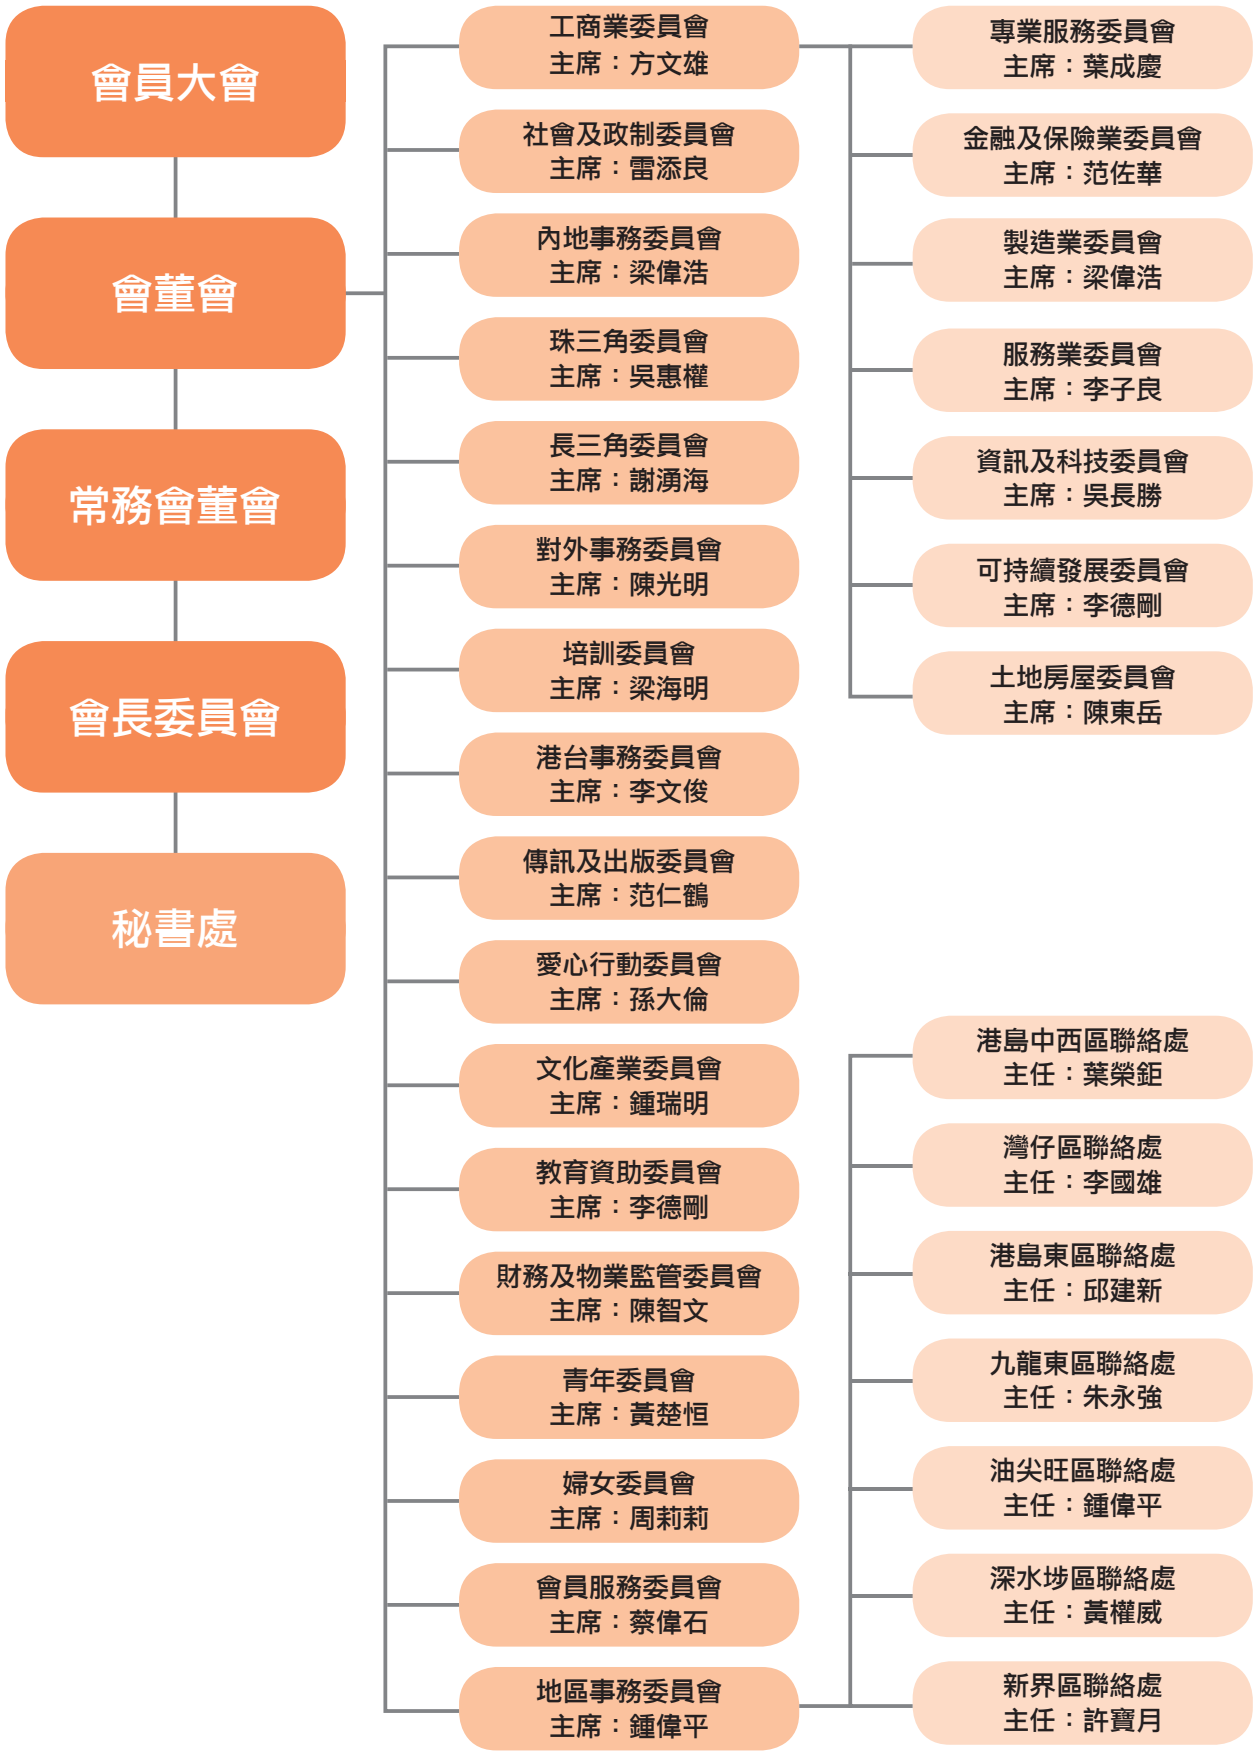 會員大會
會董會
常務會董會
會長委員會
秘書處
工商業委員會
主席：方文雄
社會及政制委員會
主席：雷添良
內地事務委員會
主席：梁偉浩
珠三角委員會
主席：吳惠權
長三角委員會
主席：謝湧海
對外事務委員會
主席：陳光明
培訓委員會
主席：梁海明
港台事務委員會
主席：李文俊
傳訊及出版委員會
主席：范仁鶴
愛心行動委員會
主席：孫大倫
文化產業委員會
主席：鍾瑞明
教育資助委員會
主席：李德剛
財務及物業監管委員會
主席：陳智文
青年委員會
主席：黃楚恒
婦女委員會
主席：周莉莉
會員服務委員會
主席：蔡偉石
地區事務委員會
主席：鍾偉平
專業服務委員會
主席：葉成慶
金融及保險業委員會
主席：范佐華
製造業委員會
主席：梁偉浩
服務業委員會
主席：李子良
資訊及科技委員會
主席：吳長勝
可持續發展委員會
主席：李德剛
土地房屋委員會
主席：陳東岳
港島中西區聯絡處
主任：葉榮鉅
灣仔區聯絡處
主任：李國雄
港島東區聯絡處
主任：邱建新
九龍東區聯絡處
主任：朱永強
油尖旺區聯絡處
主任：鍾偉平
深水埗區聯絡處
主任：黃權威
新界區聯絡處
主任：許寶月